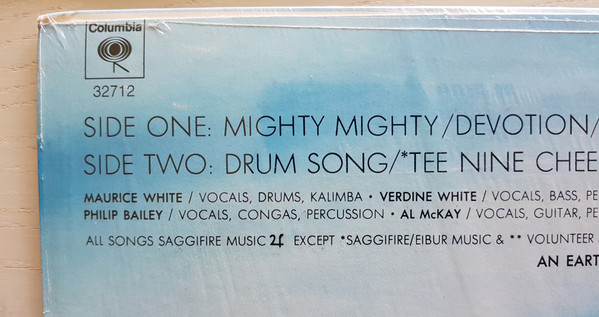 Columbia
32712
SIDE ONE: MIGHTY MIGHTY/DEVOTION/
SIDE TWO: DRUM SONG/*TEE NINE CHEE
MAURICE WHITE / VOCALS, DRUMS, KALIMBA • VERDINE WHITE / VOCALS, BASS, PE
PHILIP BAILEY / VOCALS, CONGAS, PERCUSSION • AL McKAY / VOCALS, GUITAR, PE
ALL SONGS SAGGIFIRE MUSIC EXCEPT *SAGGIFIRE/EIBUR MUSIC & ** VOLUNTEER
AN EART